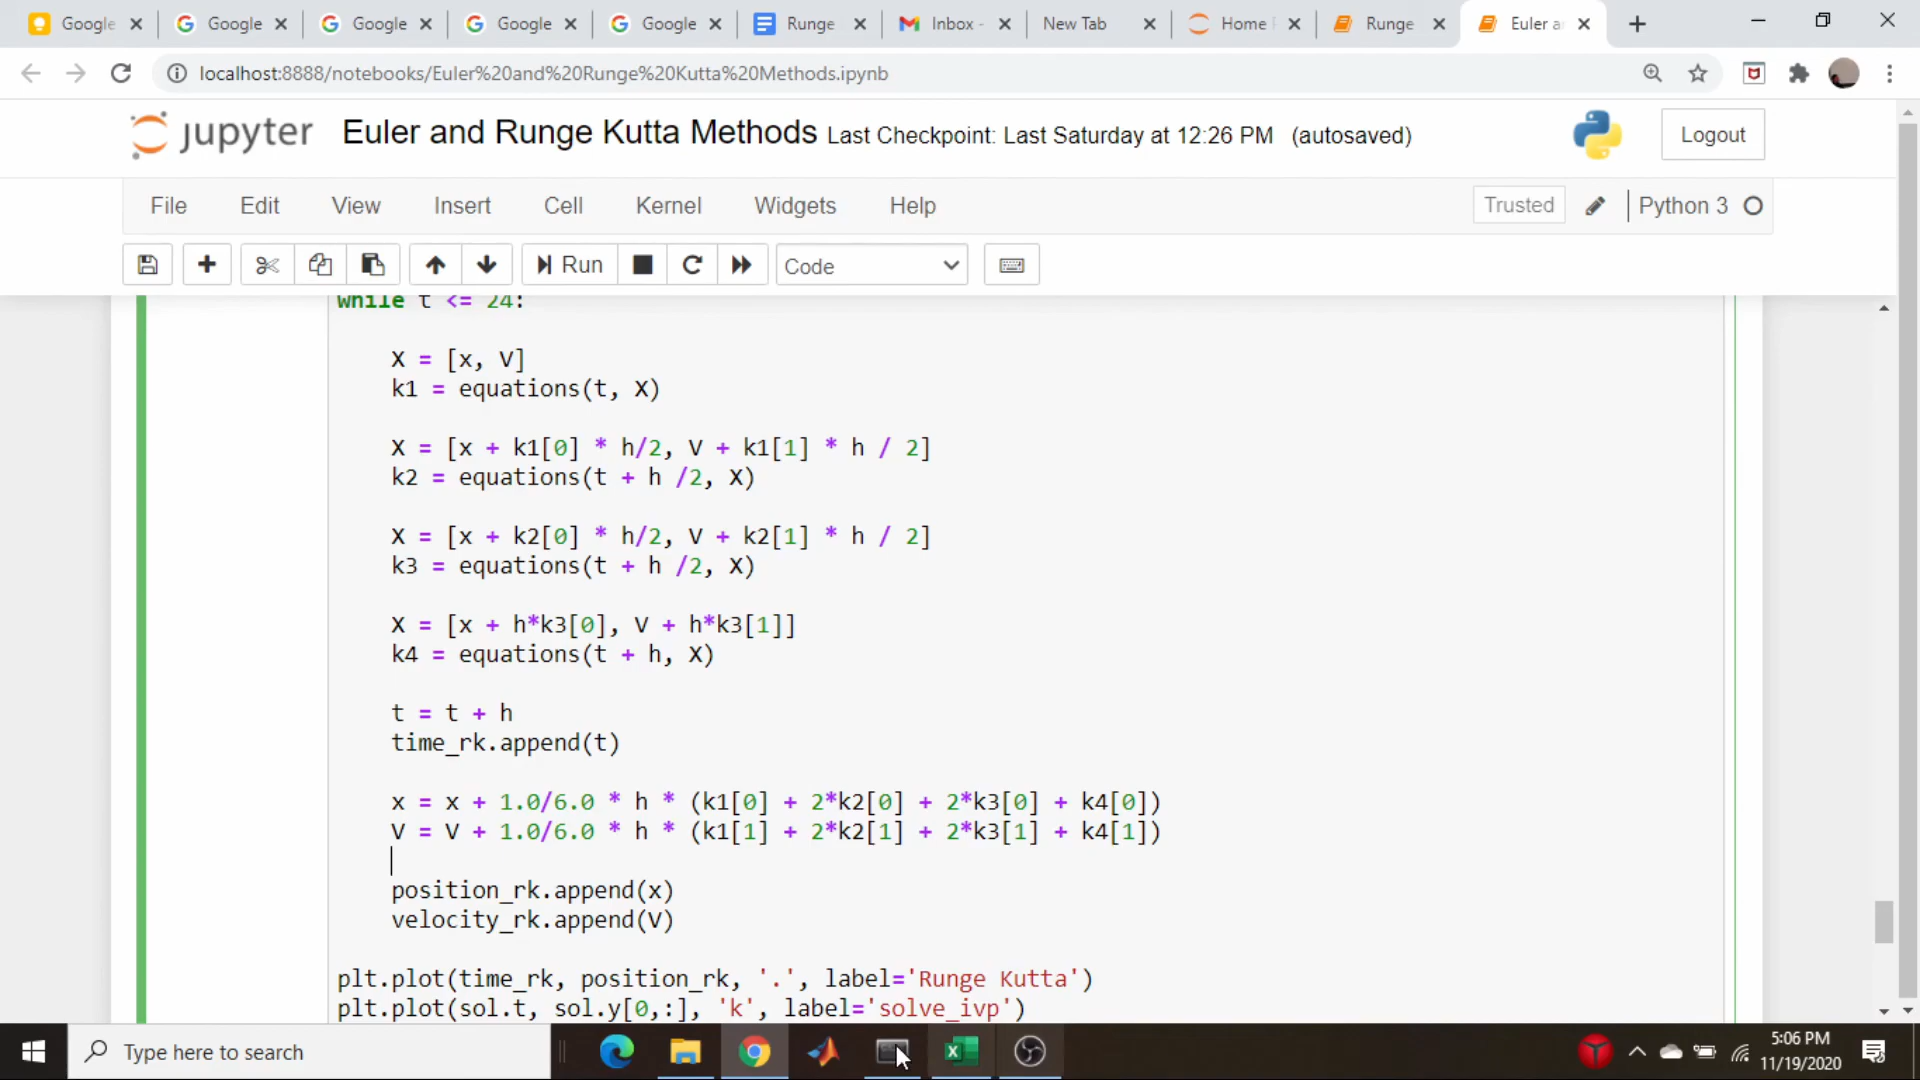 Google
Google
Google
Google
Google
Runge
Inbox -
New Tab
Home
Runge
Euler a
localhost:8888/notebooks/Euler%20and%20Runge%20Kutta%20Methods.ipynb
jupyter Euler and Runge Kutta Methods Last Checkpoint: Last Saturday at 12:26 PM (autosaved)
Logout
File Edit View Insert Cell Kernel Widgets Help
Trusted
Python 3
Run
Code
while t <= 24:
X = [x, V]
k1 = equations(t, X)
X = [x + k1[0] * h/2, V + k1[1] * h / 2]
k2 = equations(t + h /2, X)
X = [x + k2[0] * h/2, V + k2[1] * h / 2]
k3 = equations(t + h /2, X)
X = [x + h*k3[0], V + h*k3[1]]
k4 = equations(t + h, X)
t = t + h
time_rk.append(t)
x = x + 1.0/6.0 * h * (k1[0] + 2*k2[0] + 2*k3[0] + k4[0])
V = V + 1.0/6.0 * h * (k1[1] + 2*k2[1] + 2*k3[1] + k4[1])
position_rk.append(x)
velocity_rk.append(V)
plt.plot(time_rk, position_rk, '.', label='Runge Kutta')
plt.plot(sol.t, sol.y[0,:], 'k', label='solve_ivp')
Type here to search
5:06 PM
11/19/2020